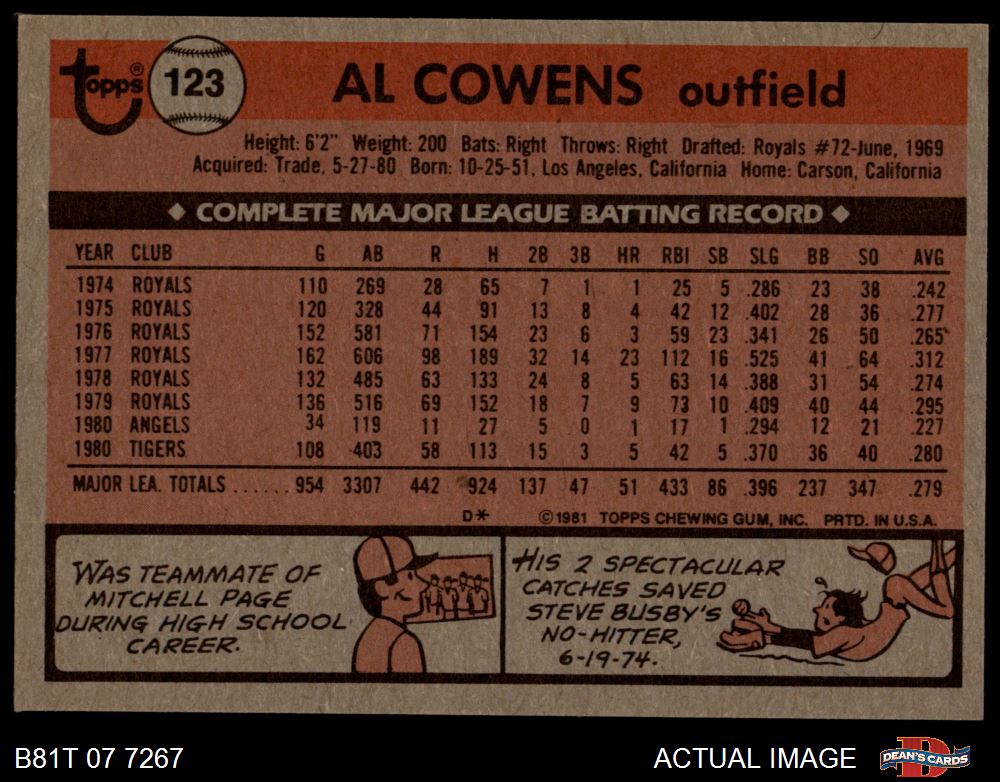 topps® 123 AL COWENS outfield
Height: 6'2" Weight: 200 Bats: Right Throws: Right Drafted: Royals #72-June, 1969
Acquired: Trade, 5-27-80 Born: 10-25-51, Los Angeles, California Home: Carson, California
◆ COMPLETE MAJOR LEAGUE BATTING RECORD ◆
YEAR CLUB G AB R H 2B 3B HR RBI SB SLG BB SO AVG
1974 ROYALS 110 269 28 65 7 1 1 25 5 .286 23 38 .242
1975 ROYALS 120 328 44 91 13 8 4 42 12 .402 28 36 .277
1976 ROYALS 152 581 71 154 23 6 3 59 23 .341 26 50 .265
1977 ROYALS 162 606 98 189 32 14 23 112 16 .525 41 64 .312
1978 ROYALS 132 485 63 133 24 8 5 63 14 .388 31 54 .274
1979 ROYALS 136 516 69 152 18 7 9 73 10 .409 40 44 .295
1980 ANGELS 34 119 11 27 5 0 1 17 1 .294 12 21 .227
1980 TIGERS 108 403 58 113 15 3 5 42 5 .370 36 40 .280
MAJOR LEA. TOTALS ...... 954 3307 442 924 137 47 51 433 86 .396 237 347 .279
D* ©1981 TOPPS CHEWING GUM, INC. PRTD. IN U.S.A.
WAS TEAMMATE OF
MITCHELL PAGE
DURING HIGH SCHOOL
CAREER.
HIS 2 SPECTACULAR
CATCHES SAVED
STEVE BUSBY'S
NO-HITTER,
6-19-74.
B81T 07 7267 ACTUAL IMAGE DEAN'S CARDS